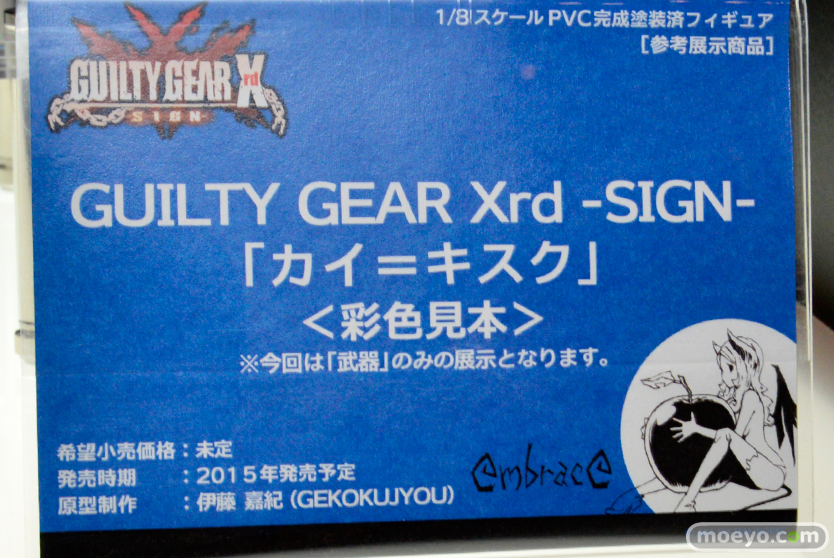 1/8スケールPVC完成塗装済フィギュア
[参考展示商品]
GUILTY GEAR Xrd
-SIGN-
GUILTY GEAR Xrd -SIGN-
「カイ＝キスク」
＜彩色見本＞
※今回は「武器」のみの展示となります。
希望小売価格：未定
発売時期　　：2015年発売予定
原型制作　　：伊藤 嘉紀（GEKOKUJYOU）
embracE
moeyo.com